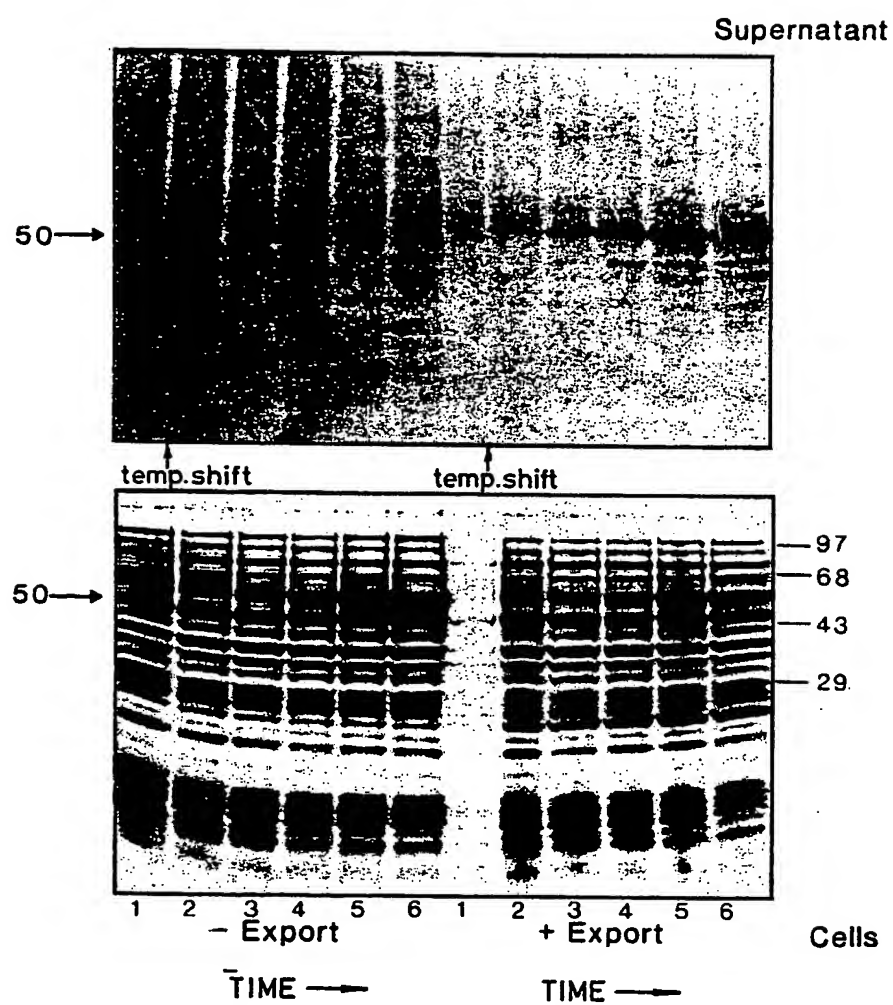 Supernatant
50
temp.shift temp.shift
97
50
68
43
29
1 2 3 4 5 6 1 2 3 4 5 6
- Export + Export
Cells
TIME TIME